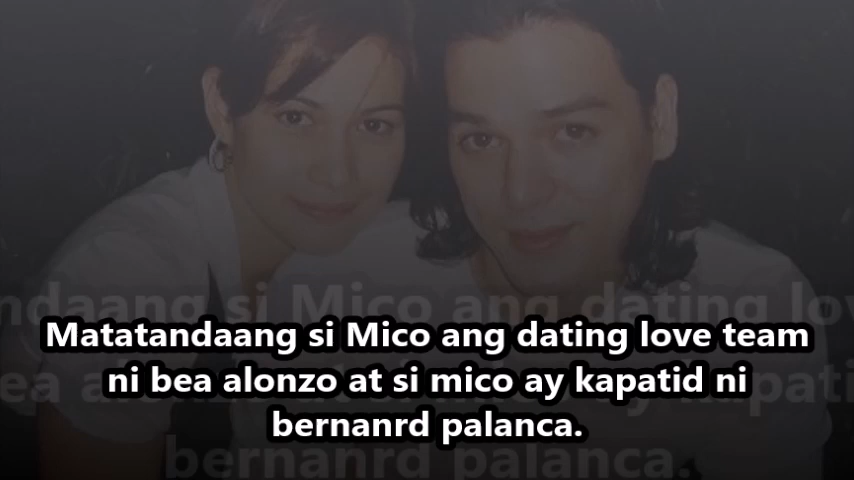 Matatandaang si Mico ang dating love team
ni bea alonzo at si mico ay kapatid ni
bernanrd palanca.